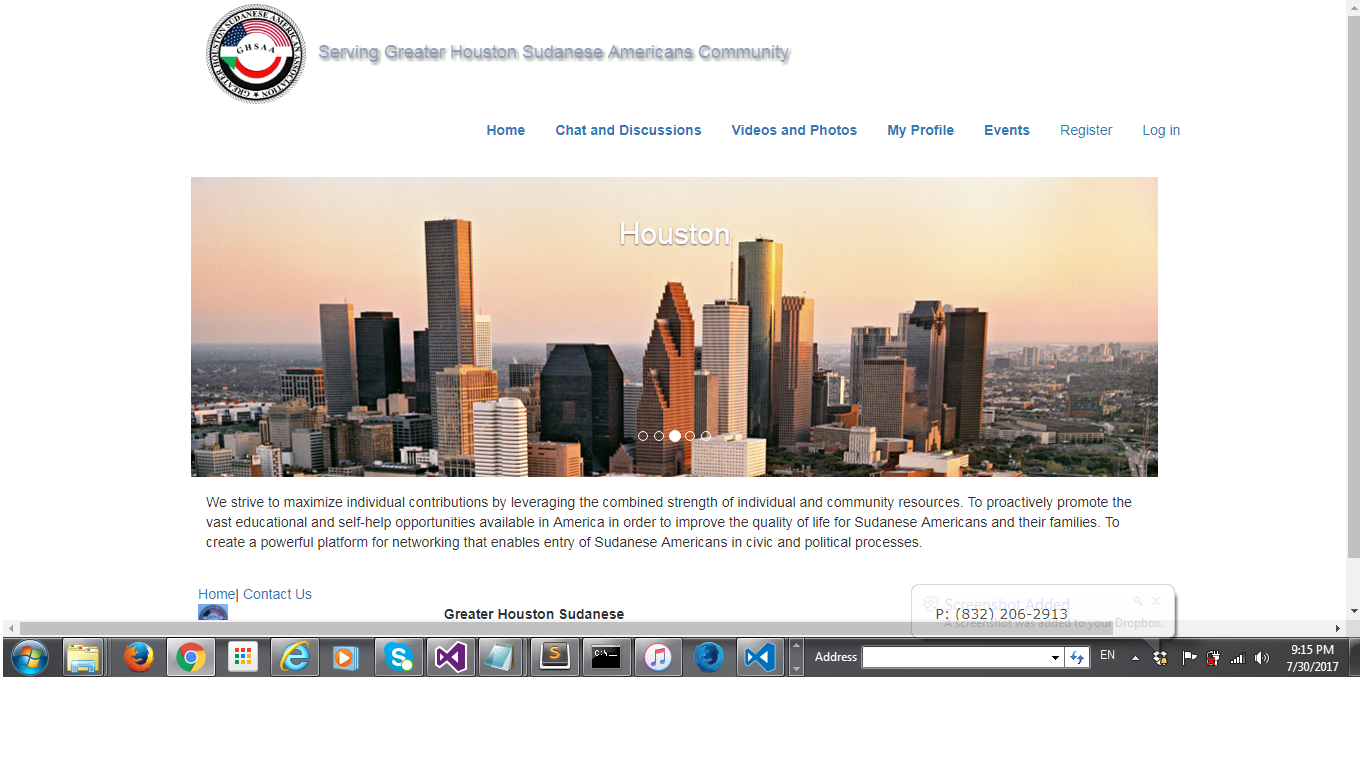 GREATER HOUSTON SUDANESE AMERICAN ASSOCIATION
GHSAA
Serving Greater Houston Sudanese Americans Community
Home Chat and Discussions Videos and Photos My Profile Events Register Log in
Houston
We strive to maximize individual contributions by leveraging the combined strength of individual and community resources. To proactively promote the
vast educational and self-help opportunities available in America in order to improve the quality of life for Sudanese Americans and their families. To
create a powerful platform for networking that enables entry of Sudanese Americans in civic and political processes.
Home| Contact Us
Greater Houston Sudanese
Screenshot Added
P: (832) 206-2913
A screenshot was added to your Dropbox.
Address
EN
9:15 PM
7/30/2017